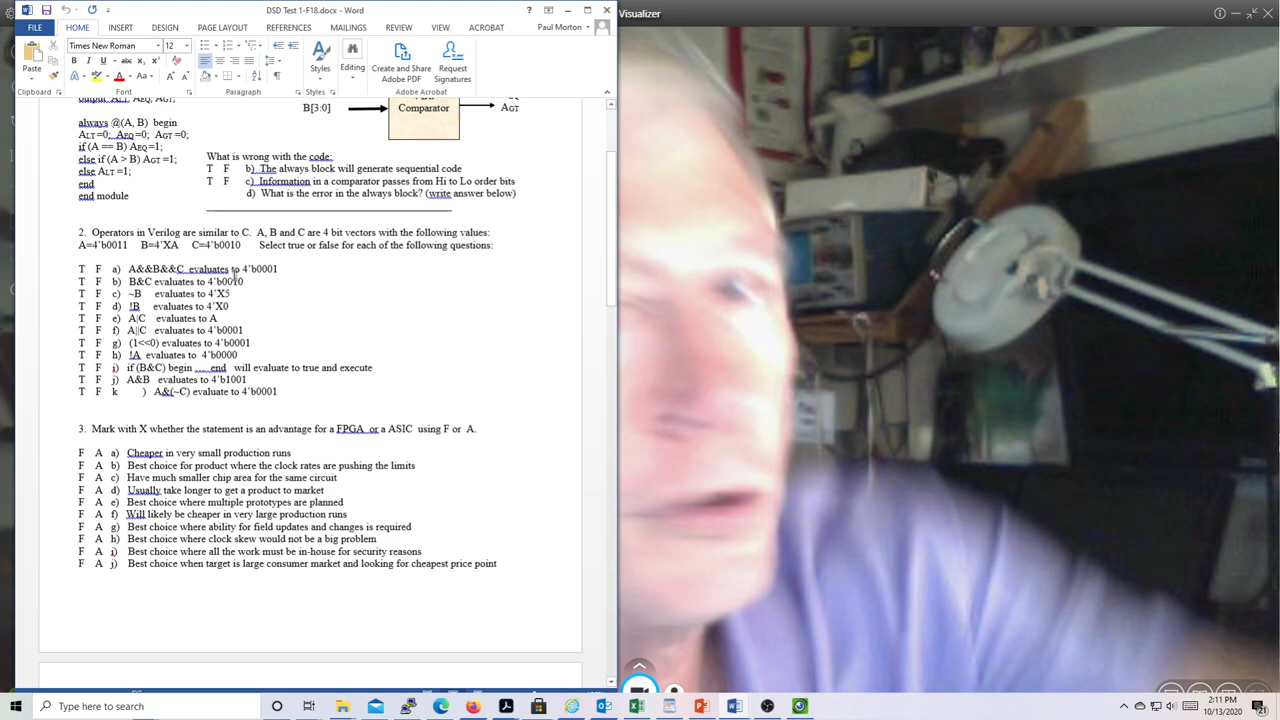 DSD Test 1-F18.docx - Word
Visualizer
FILE HOME INSERT DESIGN PAGE LAYOUT REFERENCES MAILINGS REVIEW VIEW ACROBAT Paul Morton
Times New Roman 12
Paste
Styles
Editing
Create and Share Adobe PDF
Request Signatures
Clipboard Font Paragraph Styles Adobe Acrobat
B[3:0] Comparator AGT
always @(A, B) begin
ALT =0; AEQ =0; AGT =0;
if (A == B) AEQ =1;
else if (A > B) AGT =1;
else ALT =1;
end
end module
What is wrong with the code:
T F b) The always block will generate sequential code
T F c) Information in a comparator passes from Hi to Lo order bits
d) What is the error in the always block? (write answer below)
2. Operators in Verilog are similar to C. A, B and C are 4 bit vectors with the following values:
A=4'b0011 B=4'XA C=4'b0010 Select true or false for each of the following questions:
T F a) A&&B&&C evaluates to 4'b0001
T F b) B&C evaluates to 4'b0010
T F c) ~B evaluates to 4'X5
T F d) !B evaluates to 4'X0
T F e) A|C evaluates to A
T F f) A||C evaluates to 4'b0001
T F g) (1<<0) evaluates to 4'b0001
T F h) !A evaluates to 4'b0000
T F i) if (B&C) begin .... end will evaluate to true and execute
T F j) A&B evaluates to 4'b1001
T F k ) A&(~C) evaluate to 4'b0001
3. Mark with X whether the statement is an advantage for a FPGA or a ASIC using F or A.
F A a) Cheaper in very small production runs
F A b) Best choice for product where the clock rates are pushing the limits
F A c) Have much smaller chip area for the same circuit
F A d) Usually take longer to get a product to market
F A e) Best choice where multiple prototypes are planned
F A f) Will likely be cheaper in very large production runs
F A g) Best choice where ability for field updates and changes is required
F A h) Best choice where clock skew would not be a big problem
F A i) Best choice where all the work must be in-house for security reasons
F A j) Best choice when target is large consumer market and looking for cheapest price point
Type here to search
2:11 PM
10/13/2020